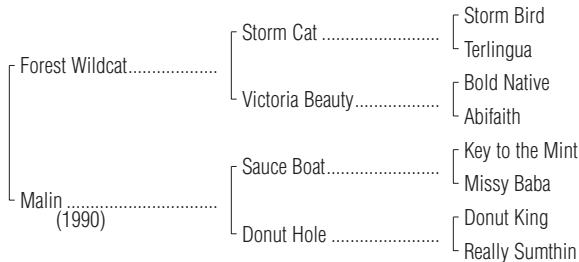 Storm Bird
Storm Cat ........................
Terlingua
Forest Wildcat..................
Bold Native
Victoria Beauty.................
Abifaith
Key to the Mint
Sauce Boat.......................
Missy Baba
Malin ..............................
(1990)
Donut King
Donut Hole ......................
Really Sumthin